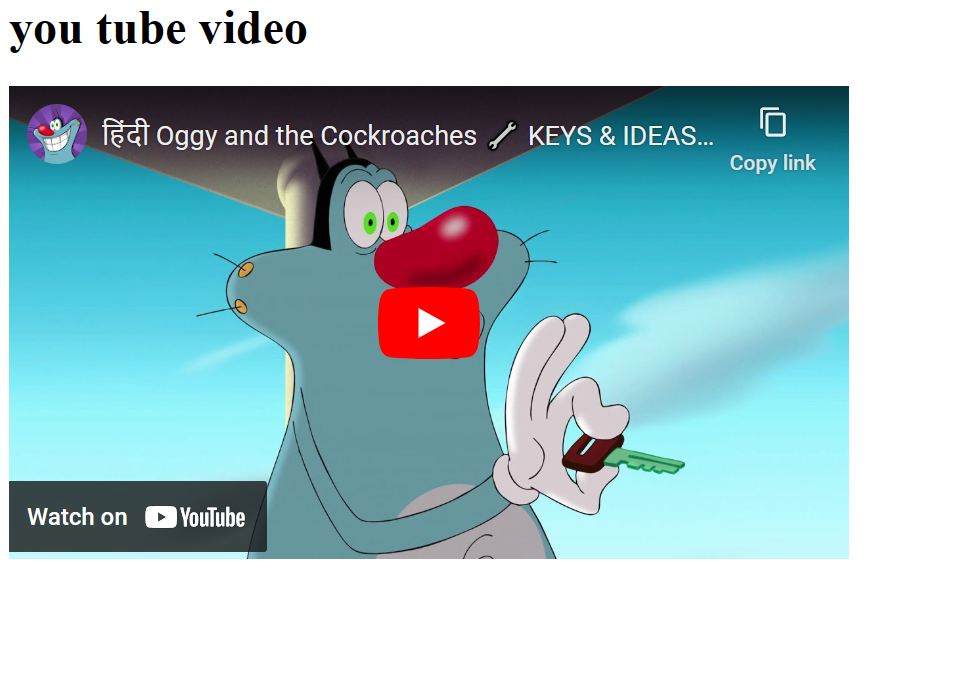 you tube video
हिंदी Oggy and the Cockroaches 🔧 KEYS & IDEAS...
Copy link
Watch on YouTube